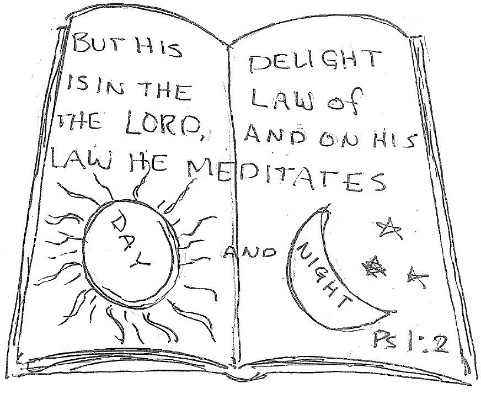 BUT HIS DELIGHT
IS IN THE LAW of
THE LORD, AND ON HIS
LAW HE MEDITATES
DAY AND NIGHT
Ps 1:2